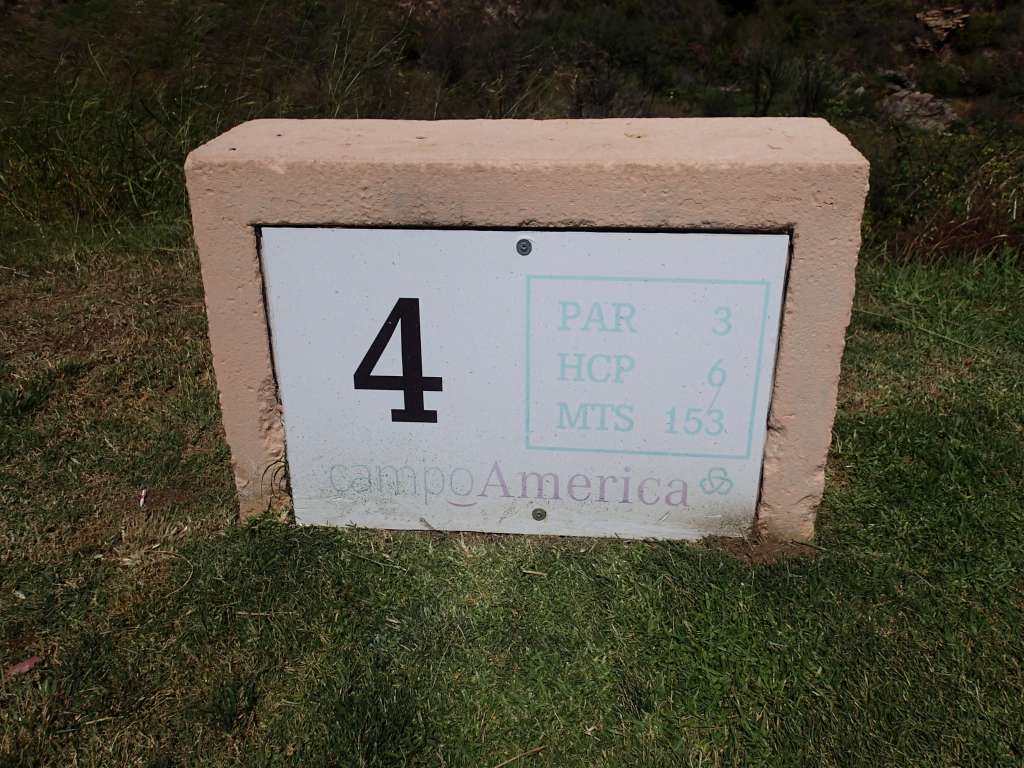 4
PAR 3
HCP 6
MTS 153
campoAmerica